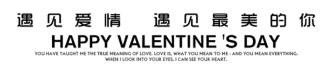 遇见爱情 遇见最美的你
HAPPY VALENTINE 'S DAY
YOU HAVE TAUGHT ME THE TRUE MEANING OF LOVE. LOVE IS, WHAT YOU MEAN TO ME - AND YOU MEAN EVERYTHING.
WHEN I LOOK INTO YOUR EYES, I CAN SEE YOUR HEART.